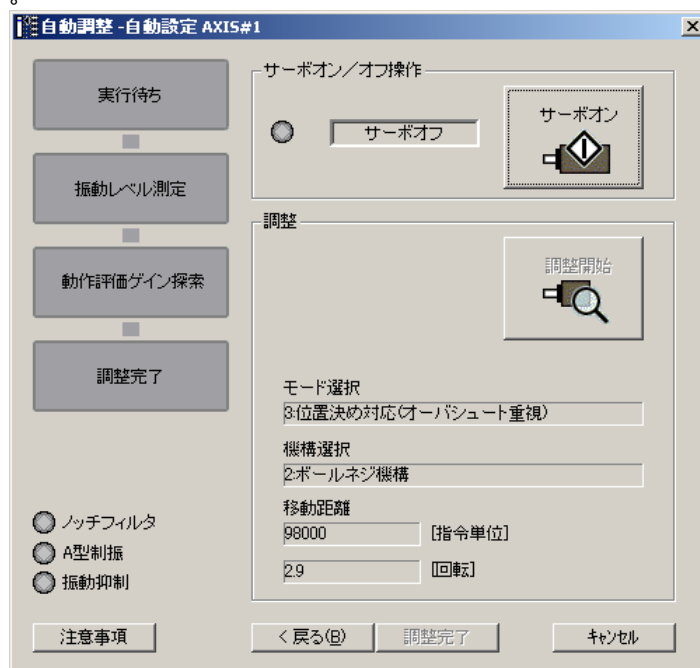 。
自動調整 -自動設定 AXIS#1
実行待ち
振動レベル測定
動作評価ゲイン探索
調整完了
ノッチフィルタ
A型制振
振動抑制
サーボオン／オフ操作
サーボオフ
サーボオン
調整
調整開始
モード選択
3:位置決め対応(オーバシュート重視)
機構選択
2:ボールネジ機構
移動距離
98000 [指令単位]
2.9 [回転]
注意事項
< 戻る(B)
調整完了
キャンセル